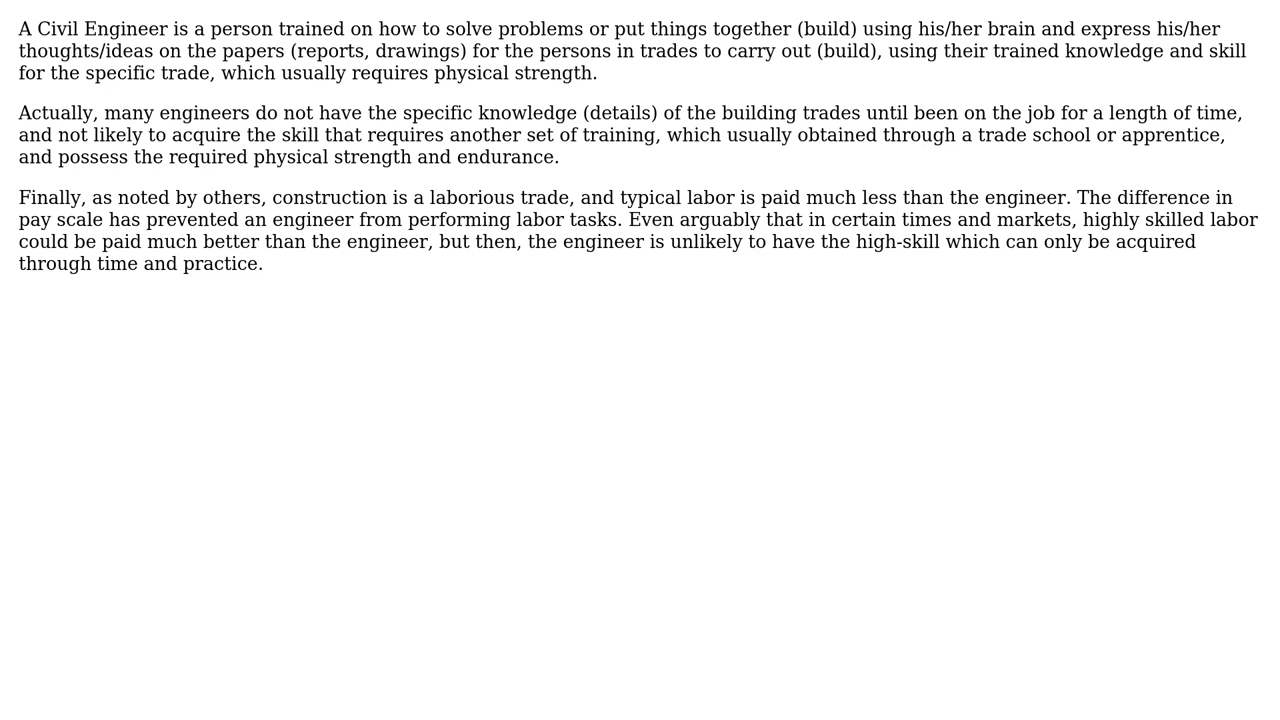 A Civil Engineer is a person trained on how to solve problems or put things together (build) using his/her brain and express his/her
thoughts/ideas on the papers (reports, drawings) for the persons in trades to carry out (build), using their trained knowledge and skill
for the specific trade, which usually requires physical strength.
Actually, many engineers do not have the specific knowledge (details) of the building trades until been on the job for a length of time,
and not likely to acquire the skill that requires another set of training, which usually obtained through a trade school or apprentice,
and possess the required physical strength and endurance.
Finally, as noted by others, construction is a laborious trade, and typical labor is paid much less than the engineer. The difference in
pay scale has prevented an engineer from performing labor tasks. Even arguably that in certain times and markets, highly skilled labor
could be paid much better than the engineer, but then, the engineer is unlikely to have the high-skill which can only be acquired
through time and practice.